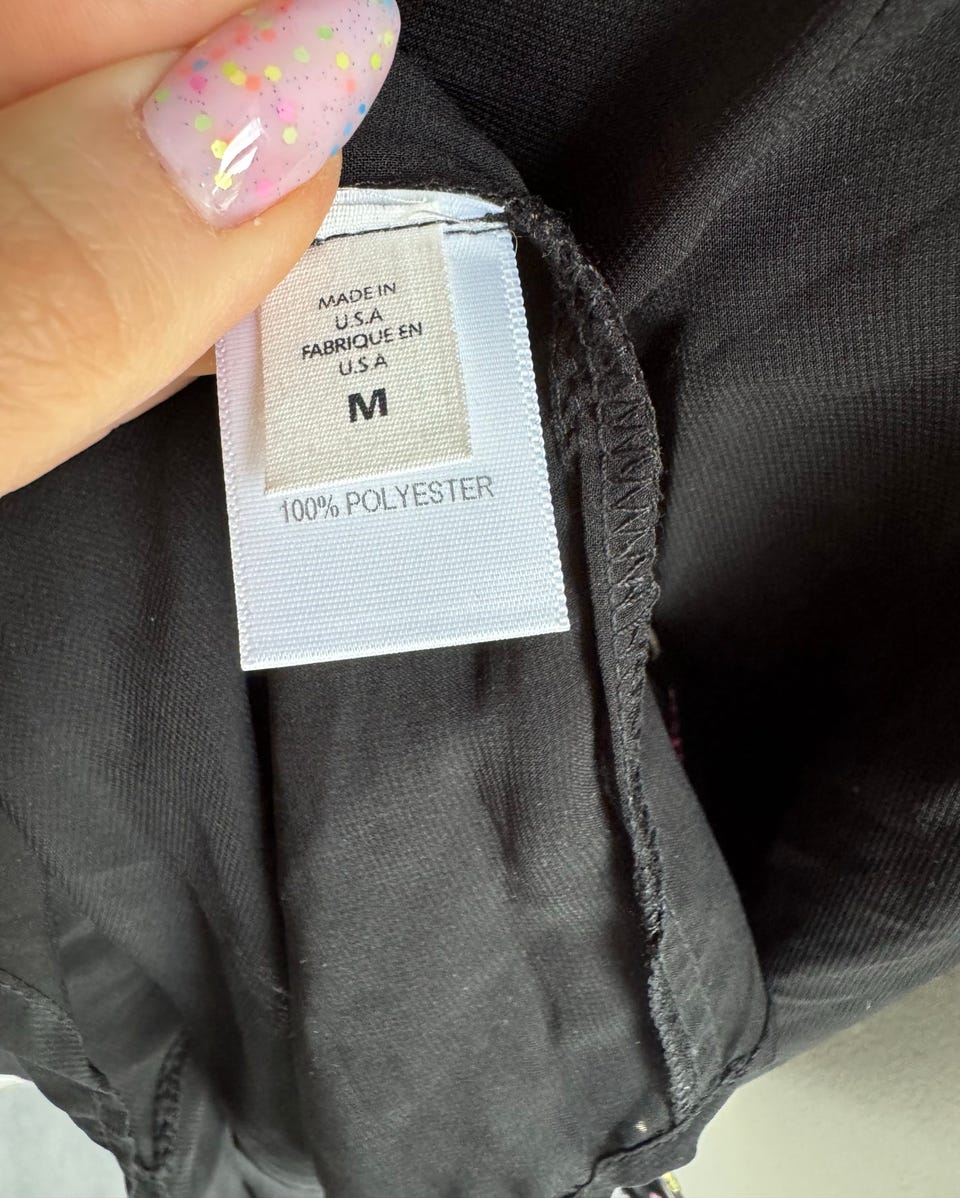 MADE IN
U.S.A
FABRIQUE EN
U S A
M
100% POLYESTER